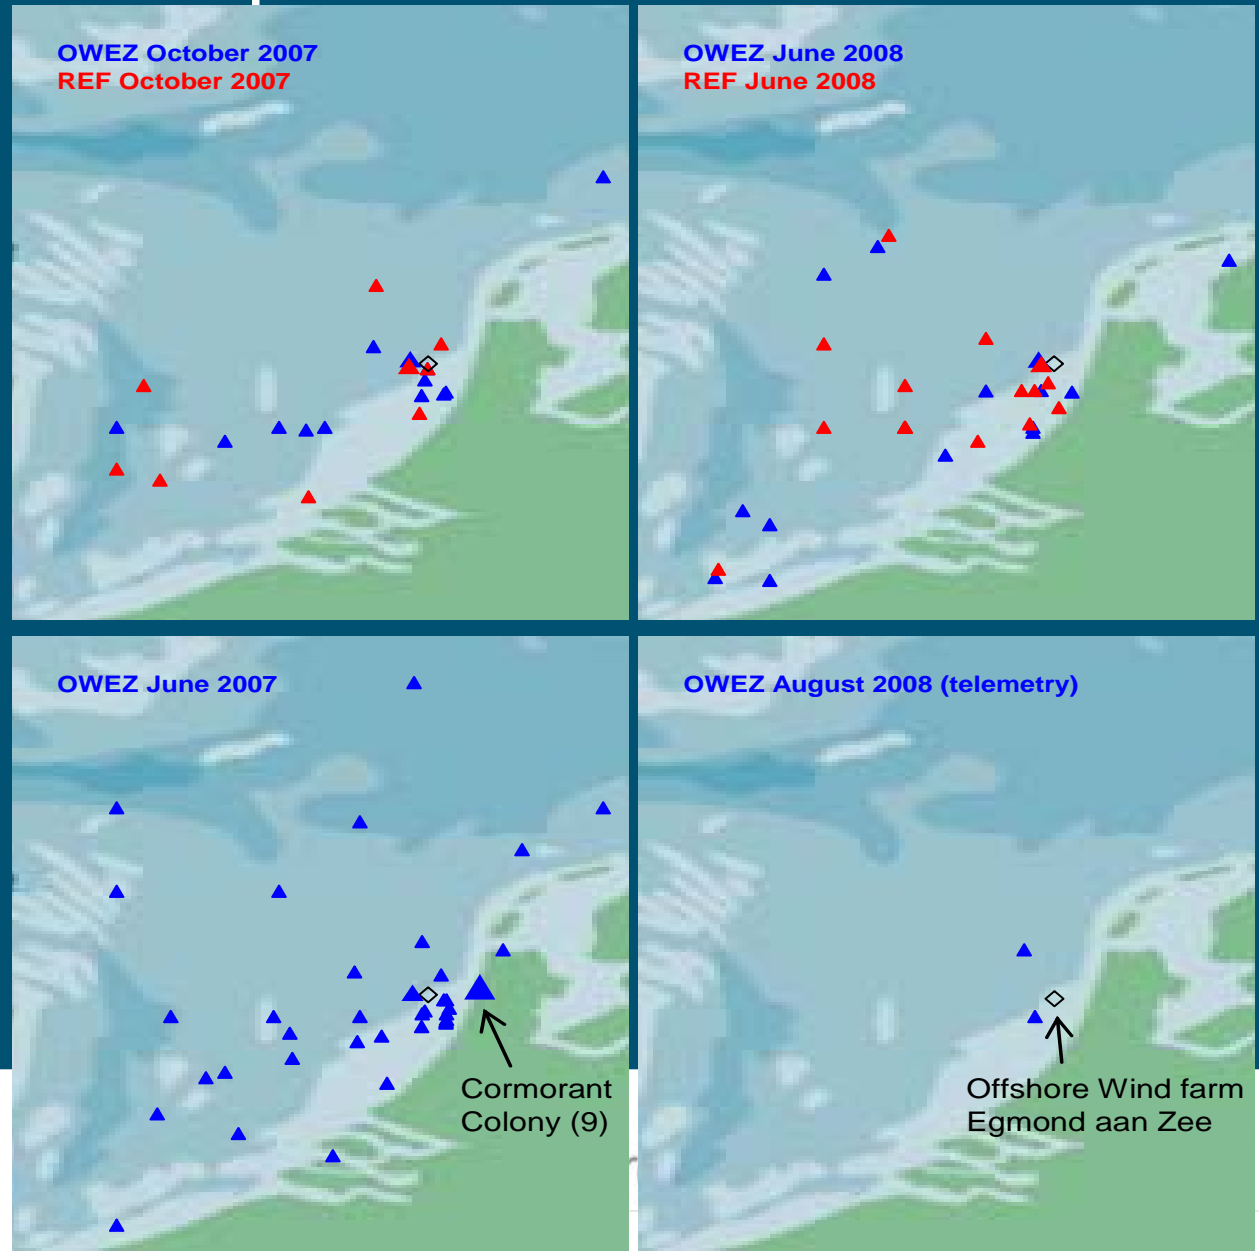 OWEZ October 2007
REF October 2007
OWEZ June 2008
REF June 2008
OWEZ June 2007
OWEZ August 2008 (telemetry)
Cormorant
Colony (9)
Offshore Wind farm
Egmond aan Zee